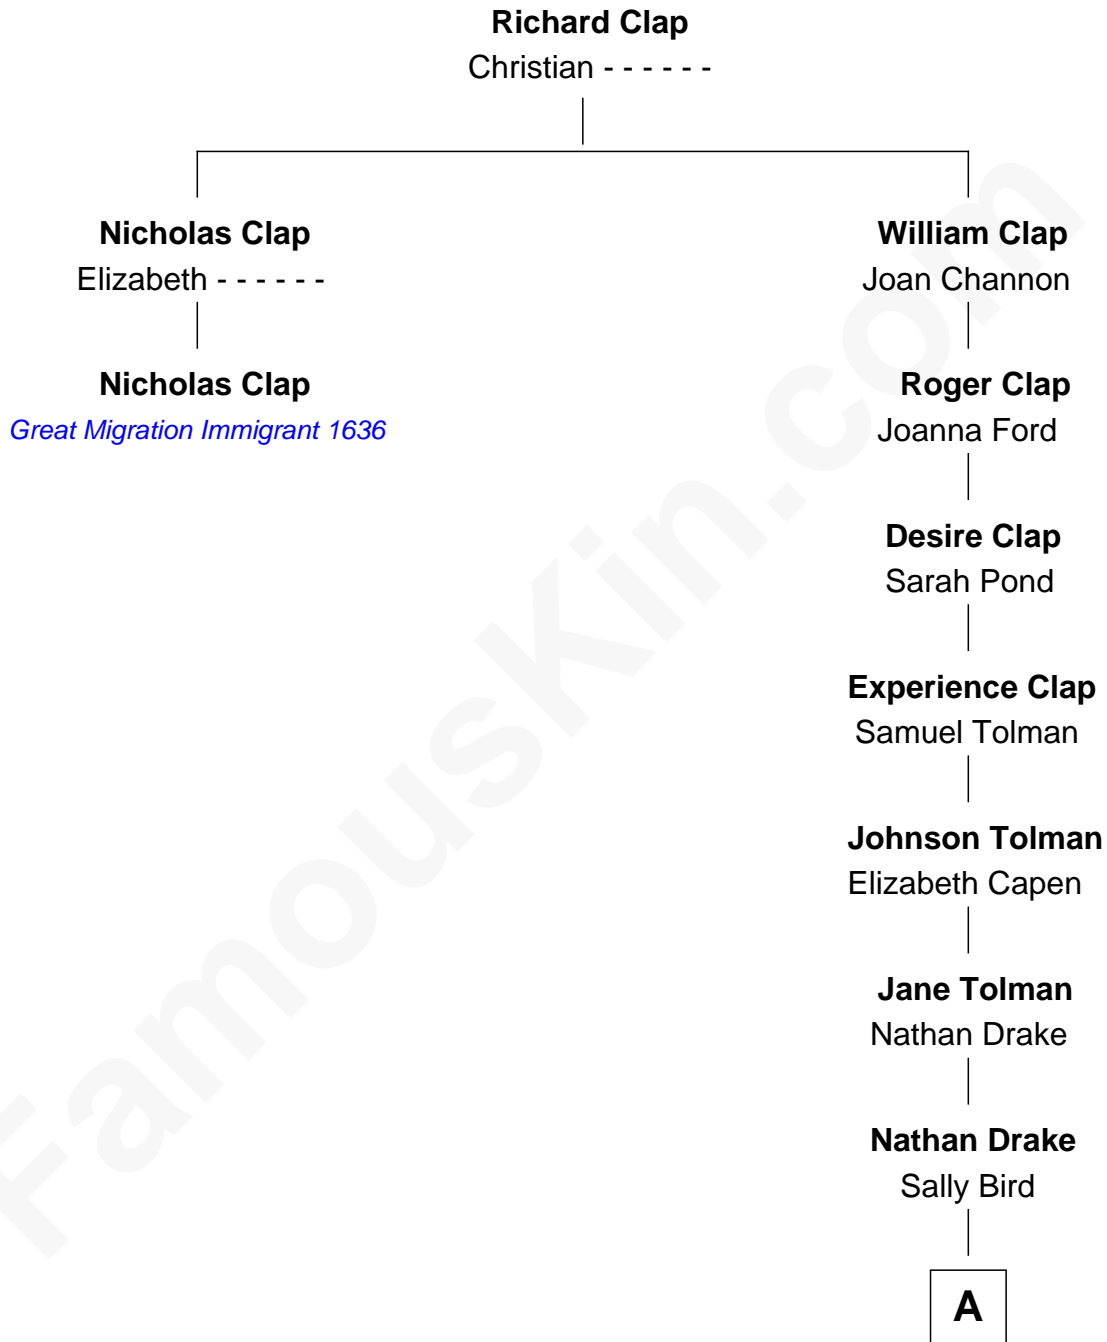 Richard Clap
Christian - - - - - -
Nicholas Clap
Elizabeth - - - - - -
Nicholas Clap
Great Migration Immigrant 1636
William Clap
Joan Channon
Roger Clap
Joanna Ford
Desire Clap
Sarah Pond
Experience Clap
Samuel Tolman
Johnson Tolman
Elizabeth Capen
Jane Tolman
Nathan Drake
Nathan Drake
Sally Bird
A
FamousKin.com